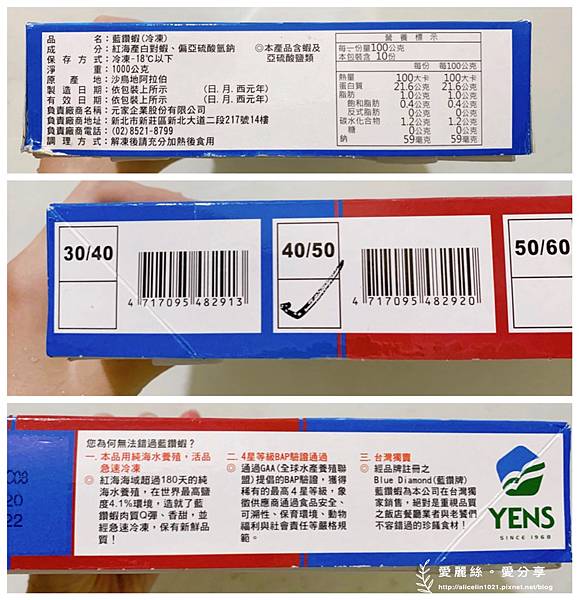 品　　　　名：藍鑽蝦(冷凍)
成　　　　分：紅海產白對蝦、偏亞硫酸氫鈉
◎本產品含蝦及
亞硫酸鹽類
保 存 方 式：冷凍-18℃以下
淨　　　　重：1000公克
原　產　地：沙烏地阿拉伯
製 造 日 期：依包裝上所示　(日. 月. 西元年)
有 效 日 期：依包裝上所示　(日. 月. 西元年)
負責廠商名稱：元家企業股份有限公司
負責廠商地址：新北市新莊區新北大道二段217號14樓
負責廠商電話：(02)8521-8799
調 理 方 式：解凍後請充分加熱後食用
營 養 標 示
每一份量100公克
本包裝含 10份
每份 每100公克
熱量 100大卡 100大卡
蛋白質 21.6公克 21.6公克
脂肪 1.0公克 1.0公克
飽和脂肪 0.4公克 0.4公克
反式脂肪 0公克 0公克
碳水化合物 1.2公克 1.2公克
糖 0公克 0公克
鈉 59毫克 59毫克
30/40
4 717095 482913
40/50
4 717095 482920
50/60
20
22
您為何無法錯過藍鑽蝦?
一. 本品用純海水養殖，活品
急速冷凍
◎ 紅海海域超過180天的純
海水養殖，在世界最高鹽
度4.1%環境，造就了藍
鑽蝦肉質Q彈、香甜，並
經急速冷凍，保有新鮮品
質！
二. 4星等級BAP驗證通過
◎ 通過GAA(全球水產養殖聯
盟)提倡的BAP驗證，獲得
稀有的最高４星等級，象
徵供應商通過食品安全、
可溯性、保育環境、動物
福利與社會責任等嚴格規
範。
三. 台灣獨賣
◎ 經品牌註冊之
Blue Diamond(藍鑽牌)
藍鑽蝦為本公司在台灣獨
家銷售，絕對是重視品質
之飯店餐廳業者與老饕們
不容錯過的珍饈食材！
YENS
SINCE 1968
愛麗絲。愛分享
http://alicelin1021.pixnet.net/blog